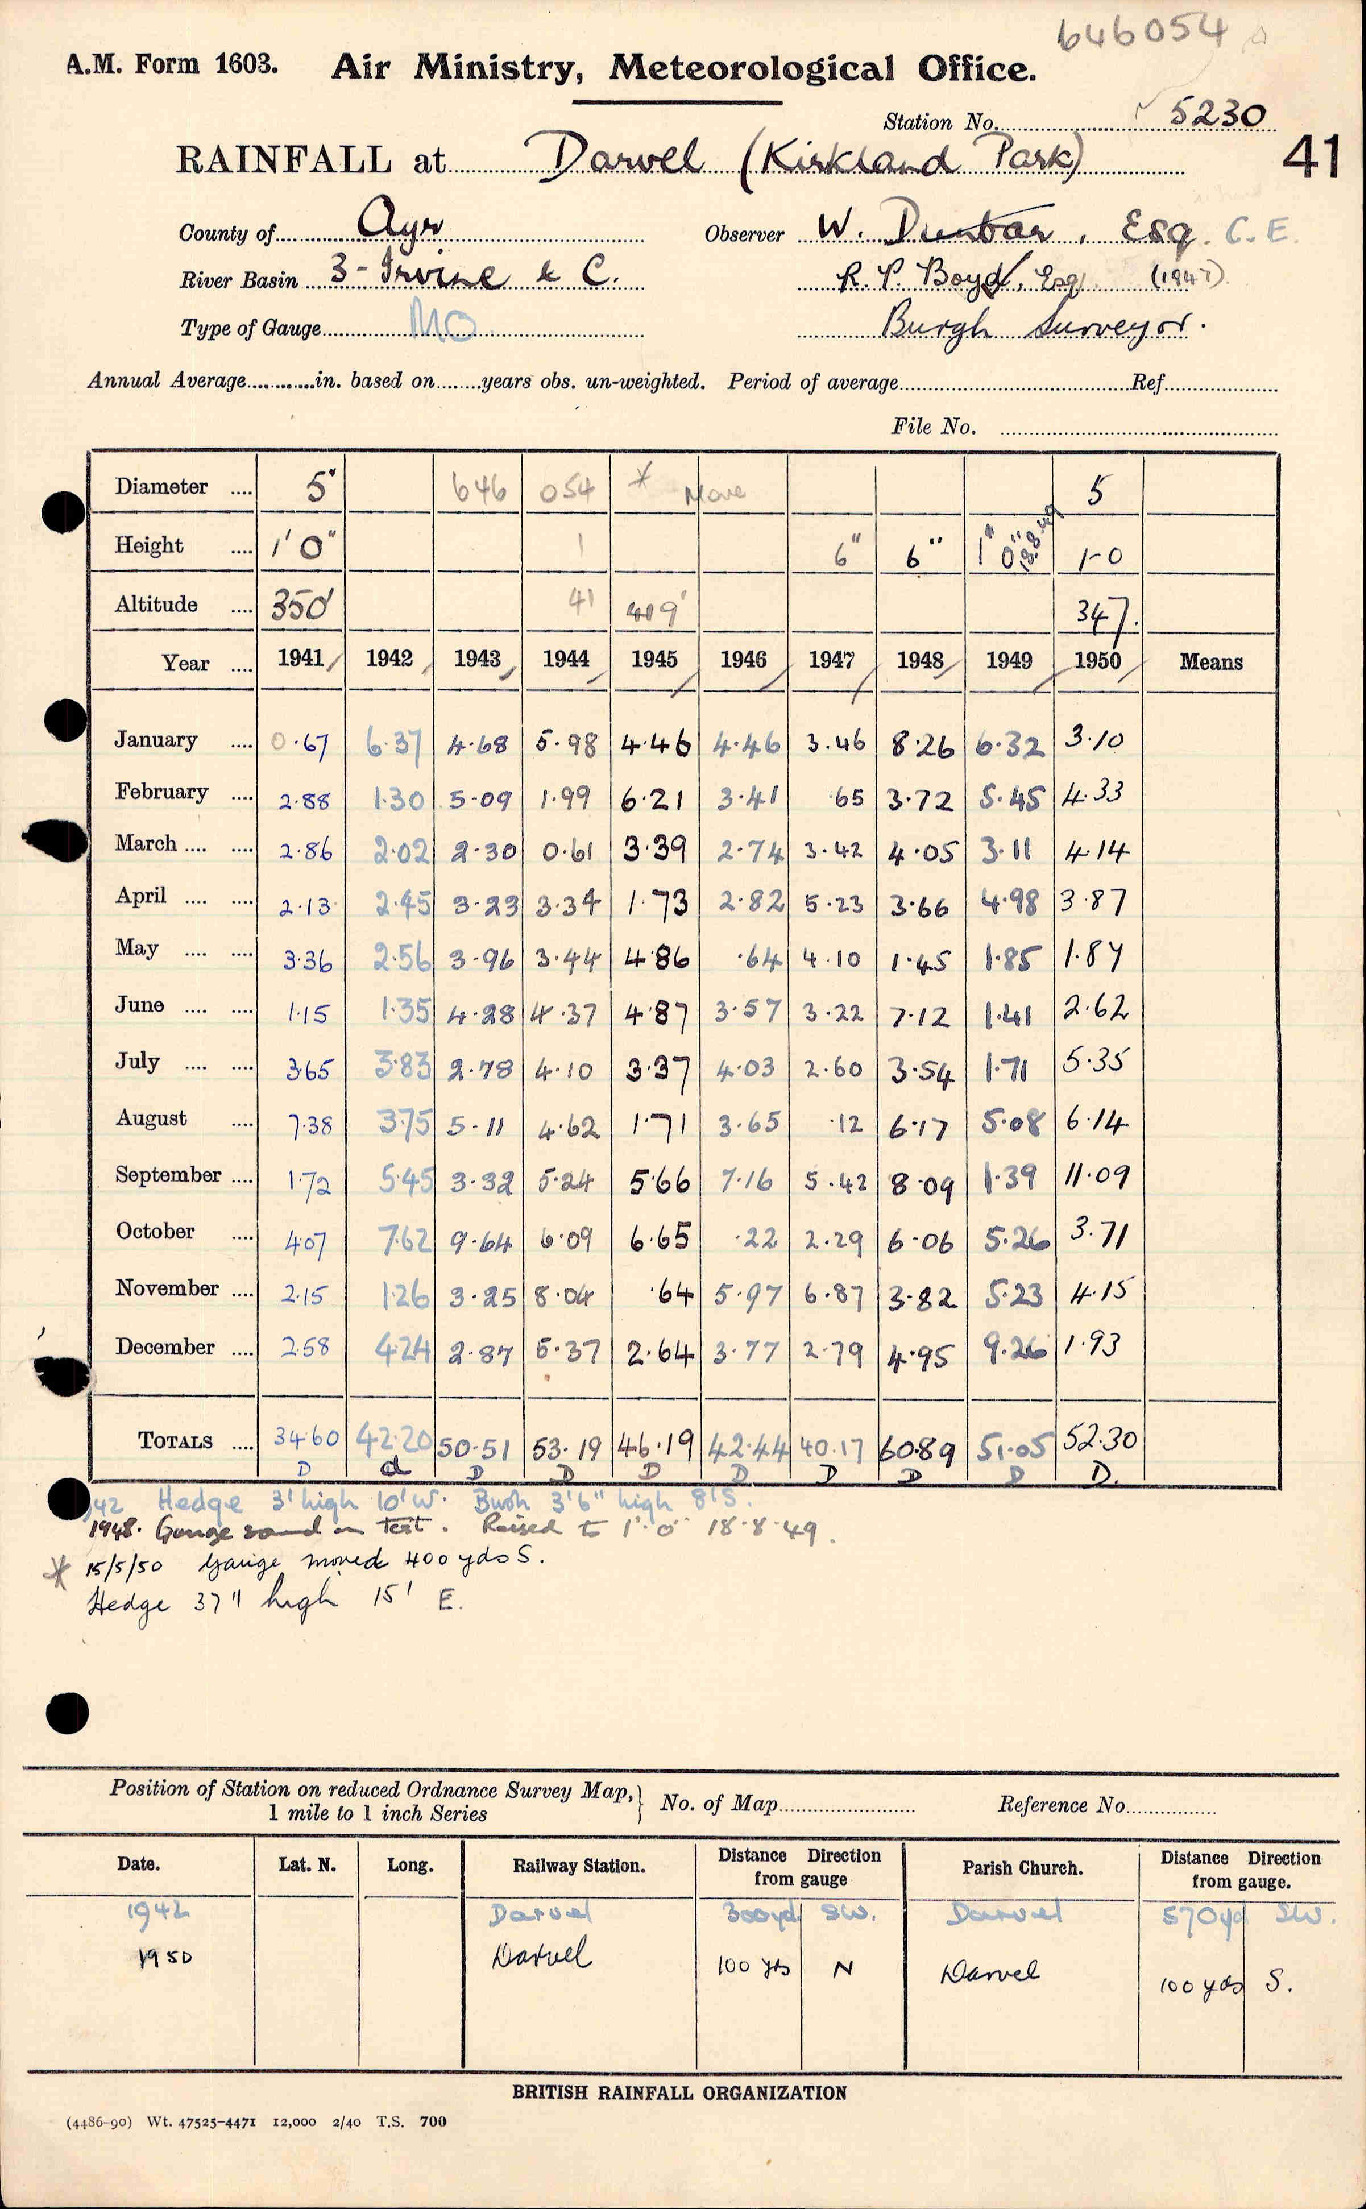 646054
A.M. Form 1603. Air Ministry, Meteorological Office.
Station No. 5230
RAINFALL at Darvel (Kirkland Park) 41
County of Ayr Observer W. Dunbar, Esq. C.E.
River Basin 3 - Irvine & C. R. P. Boyd, Esq (1947)
Type of Gauge MO Burgh Surveyor.
Annual Average in. based on years obs. un-weighted. Period of average Ref.
File No.
Diameter 5" 646 054 * Move 5
Height 1' 0" 1 6" 6" 1' 0" 18.8.49 1-0
Altitude 350' 41 419' 347.
Year 1941 1942 1943 1944 1945 1946 1947 1948 1949 1950 Means
January 0.67 6.37 4.68 5.98 4.46 4.46 3.46 8.26 6.32 3.10
February 2.88 1.30 5.09 1.99 6.21 3.41 .65 3.72 5.45 4.33
March 2.86 2.02 2.30 0.61 3.39 2.74 3.42 4.05 3.11 4.14
April 2.13 2.45 3.23 3.34 1.73 2.82 5.23 3.66 4.98 3.87
May 3.36 2.56 3.96 3.44 4.86 .64 4.10 1.45 1.85 1.87
June 1.15 1.35 4.28 4.37 4.87 3.57 3.22 7.12 1.41 2.62
July 3.65 3.83 2.78 4.10 3.37 4.03 2.60 3.54 1.71 5.35
August 7.38 3.75 5.11 4.62 1.71 3.65 .12 6.17 5.08 6.14
September 1.72 5.45 3.32 5.24 5.66 7.16 5.42 8.09 1.39 11.09
October 4.07 7.62 9.64 6.09 6.65 .22 2.29 6.06 5.26 3.71
November 2.15 1.26 3.25 8.04 .64 5.97 6.87 3.82 5.23 4.15
December 2.58 4.24 2.87 5.37 2.64 3.77 2.79 4.95 9.26 1.93
TOTALS 34.60 42.20 50.51 53.19 46.19 42.44 40.17 60.89 51.05 52.30
D d D D D D D D D D.
42 Hedge 3' high 10' W. Bush 3'6" high 8' S.
1948. Gauge sound on test. Raised to 1'.0" 18.8.49.
* 15/5/50 Gauge moved 400 yds S.
Hedge 37" high 15' E.
Position of Station on reduced Ordnance Survey Map, 1 mile to 1 inch Series } No. of Map Reference No.
Date. Lat. N. Long. Railway Station. Distance Direction from gauge Parish Church. Distance Direction from gauge.
1942 Darvel 300yd SW. Darvel 570yd SW.
1950 Darvel 100 yds N Darvel 100 yds S.
BRITISH RAINFALL ORGANIZATION
(4486-90) Wt. 47525-4471 12,000 2/40 T.S. 700